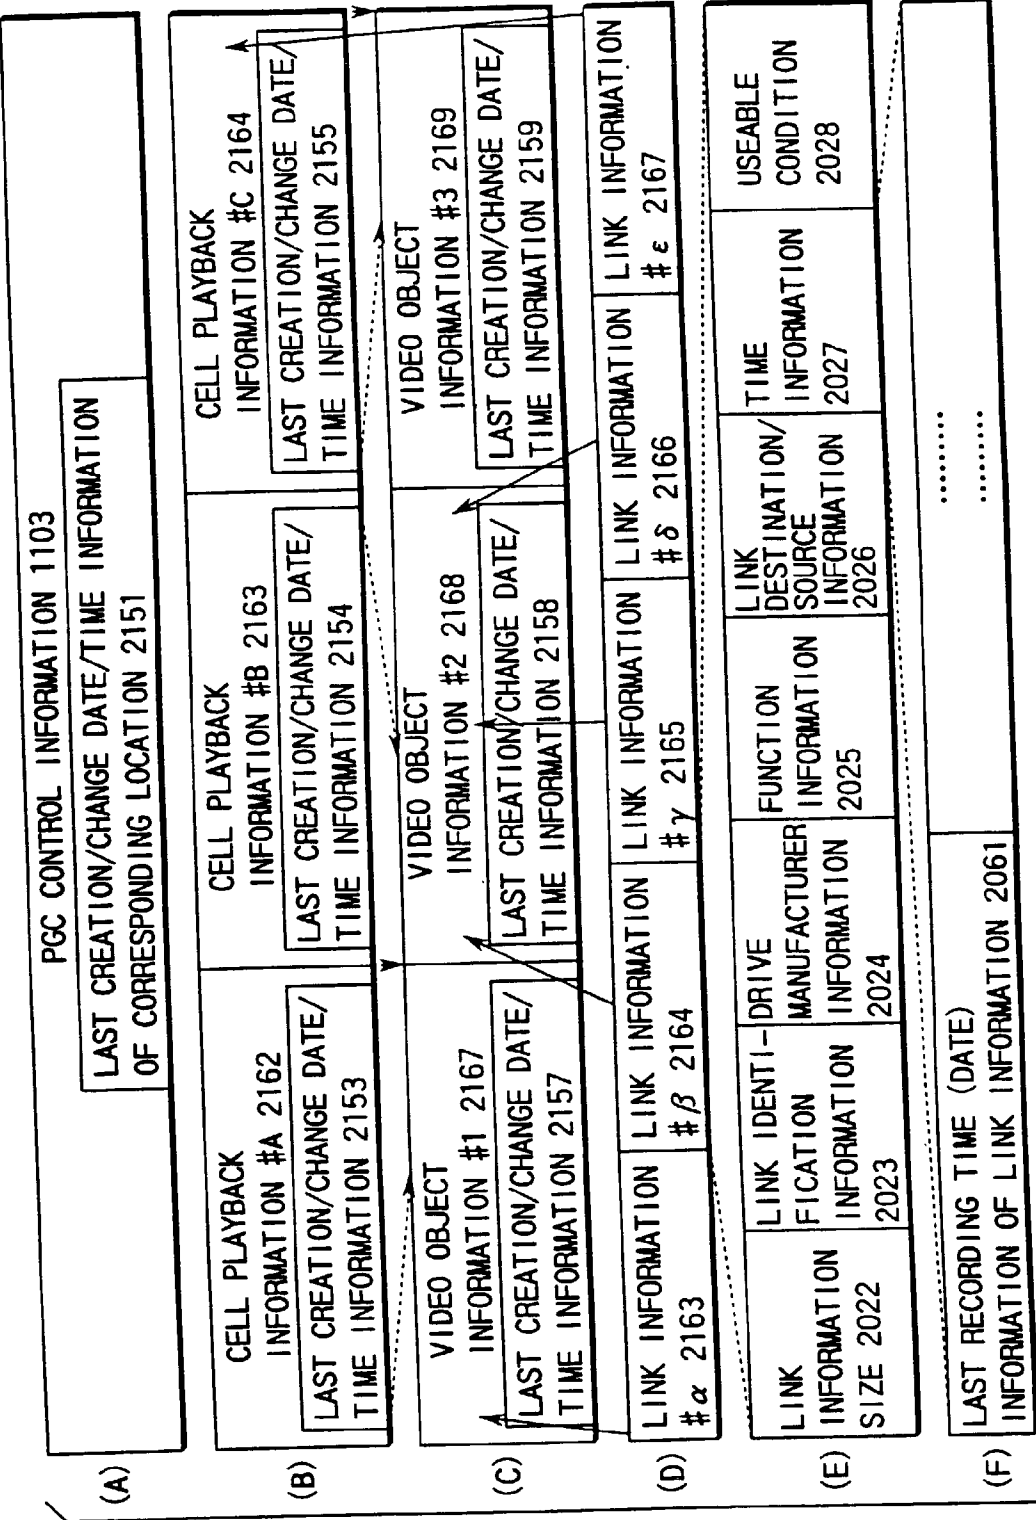 (A)
PGC CONTROL INFORMATION 1103
LAST CREATION/CHANGE DATE/TIME INFORMATION
OF CORRESPONDING LOCATION 2151
(B)
CELL PLAYBACK
INFORMATION #A 2162
LAST CREATION/CHANGE DATE/
TIME INFORMATION 2153
CELL PLAYBACK
INFORMATION #B 2163
LAST CREATION/CHANGE DATE/
TIME INFORMATION 2154
CELL PLAYBACK
INFORMATION #C 2164
LAST CREATION/CHANGE DATE/
TIME INFORMATION 2155
(C)
VIDEO OBJECT
INFORMATION #1 2167
LAST CREATION/CHANGE DATE/
TIME INFORMATION 2157
VIDEO OBJECT
INFORMATION #2 2168
LAST CREATION/CHANGE DATE/
TIME INFORMATION 2158
VIDEO OBJECT
INFORMATION #3 2169
LAST CREATION/CHANGE DATE/
TIME INFORMATION 2159
(D)
LINK INFORMATION
#α 2163
LINK INFORMATION
#β 2164
LINK INFORMATION
#γ 2165
LINK INFORMATION
#δ 2166
LINK INFORMATION
#ε 2167
(E)
LINK
INFORMATION
SIZE 2022
LINK IDENTI-
FICATION
INFORMATION
2023
DRIVE
MANUFACTURER
INFORMATION
2024
FUNCTION
INFORMATION
2025
LINK
DESTINATION/
SOURCE
INFORMATION
2026
TIME
INFORMATION
2027
USEABLE
CONDITION
2028
(F)
LAST RECORDING TIME (DATE)
INFORMATION OF LINK INFORMATION 2061
.........
.........